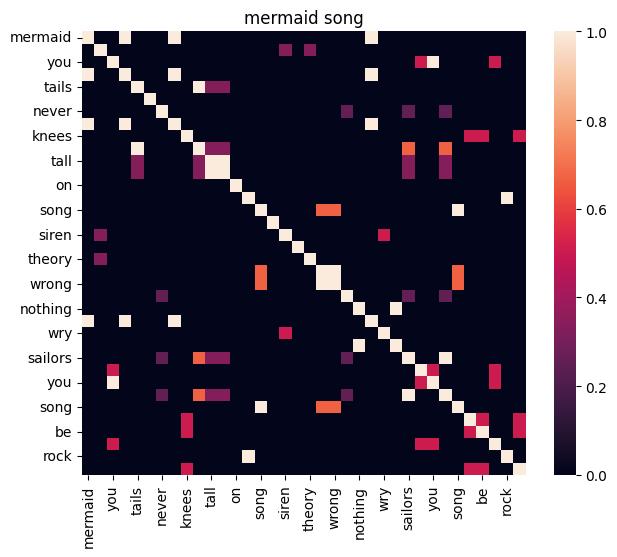 mermaid song
mermaid
you
tails
never
knees
tall
on
song
siren
theory
wrong
nothing
wry
sailors
you
song
be
rock
mermaid
you
tails
never
knees
tall
on
song
siren
theory
wrong
nothing
wry
sailors
you
song
be
rock
1.0
0.8
0.6
0.4
0.2
0.0